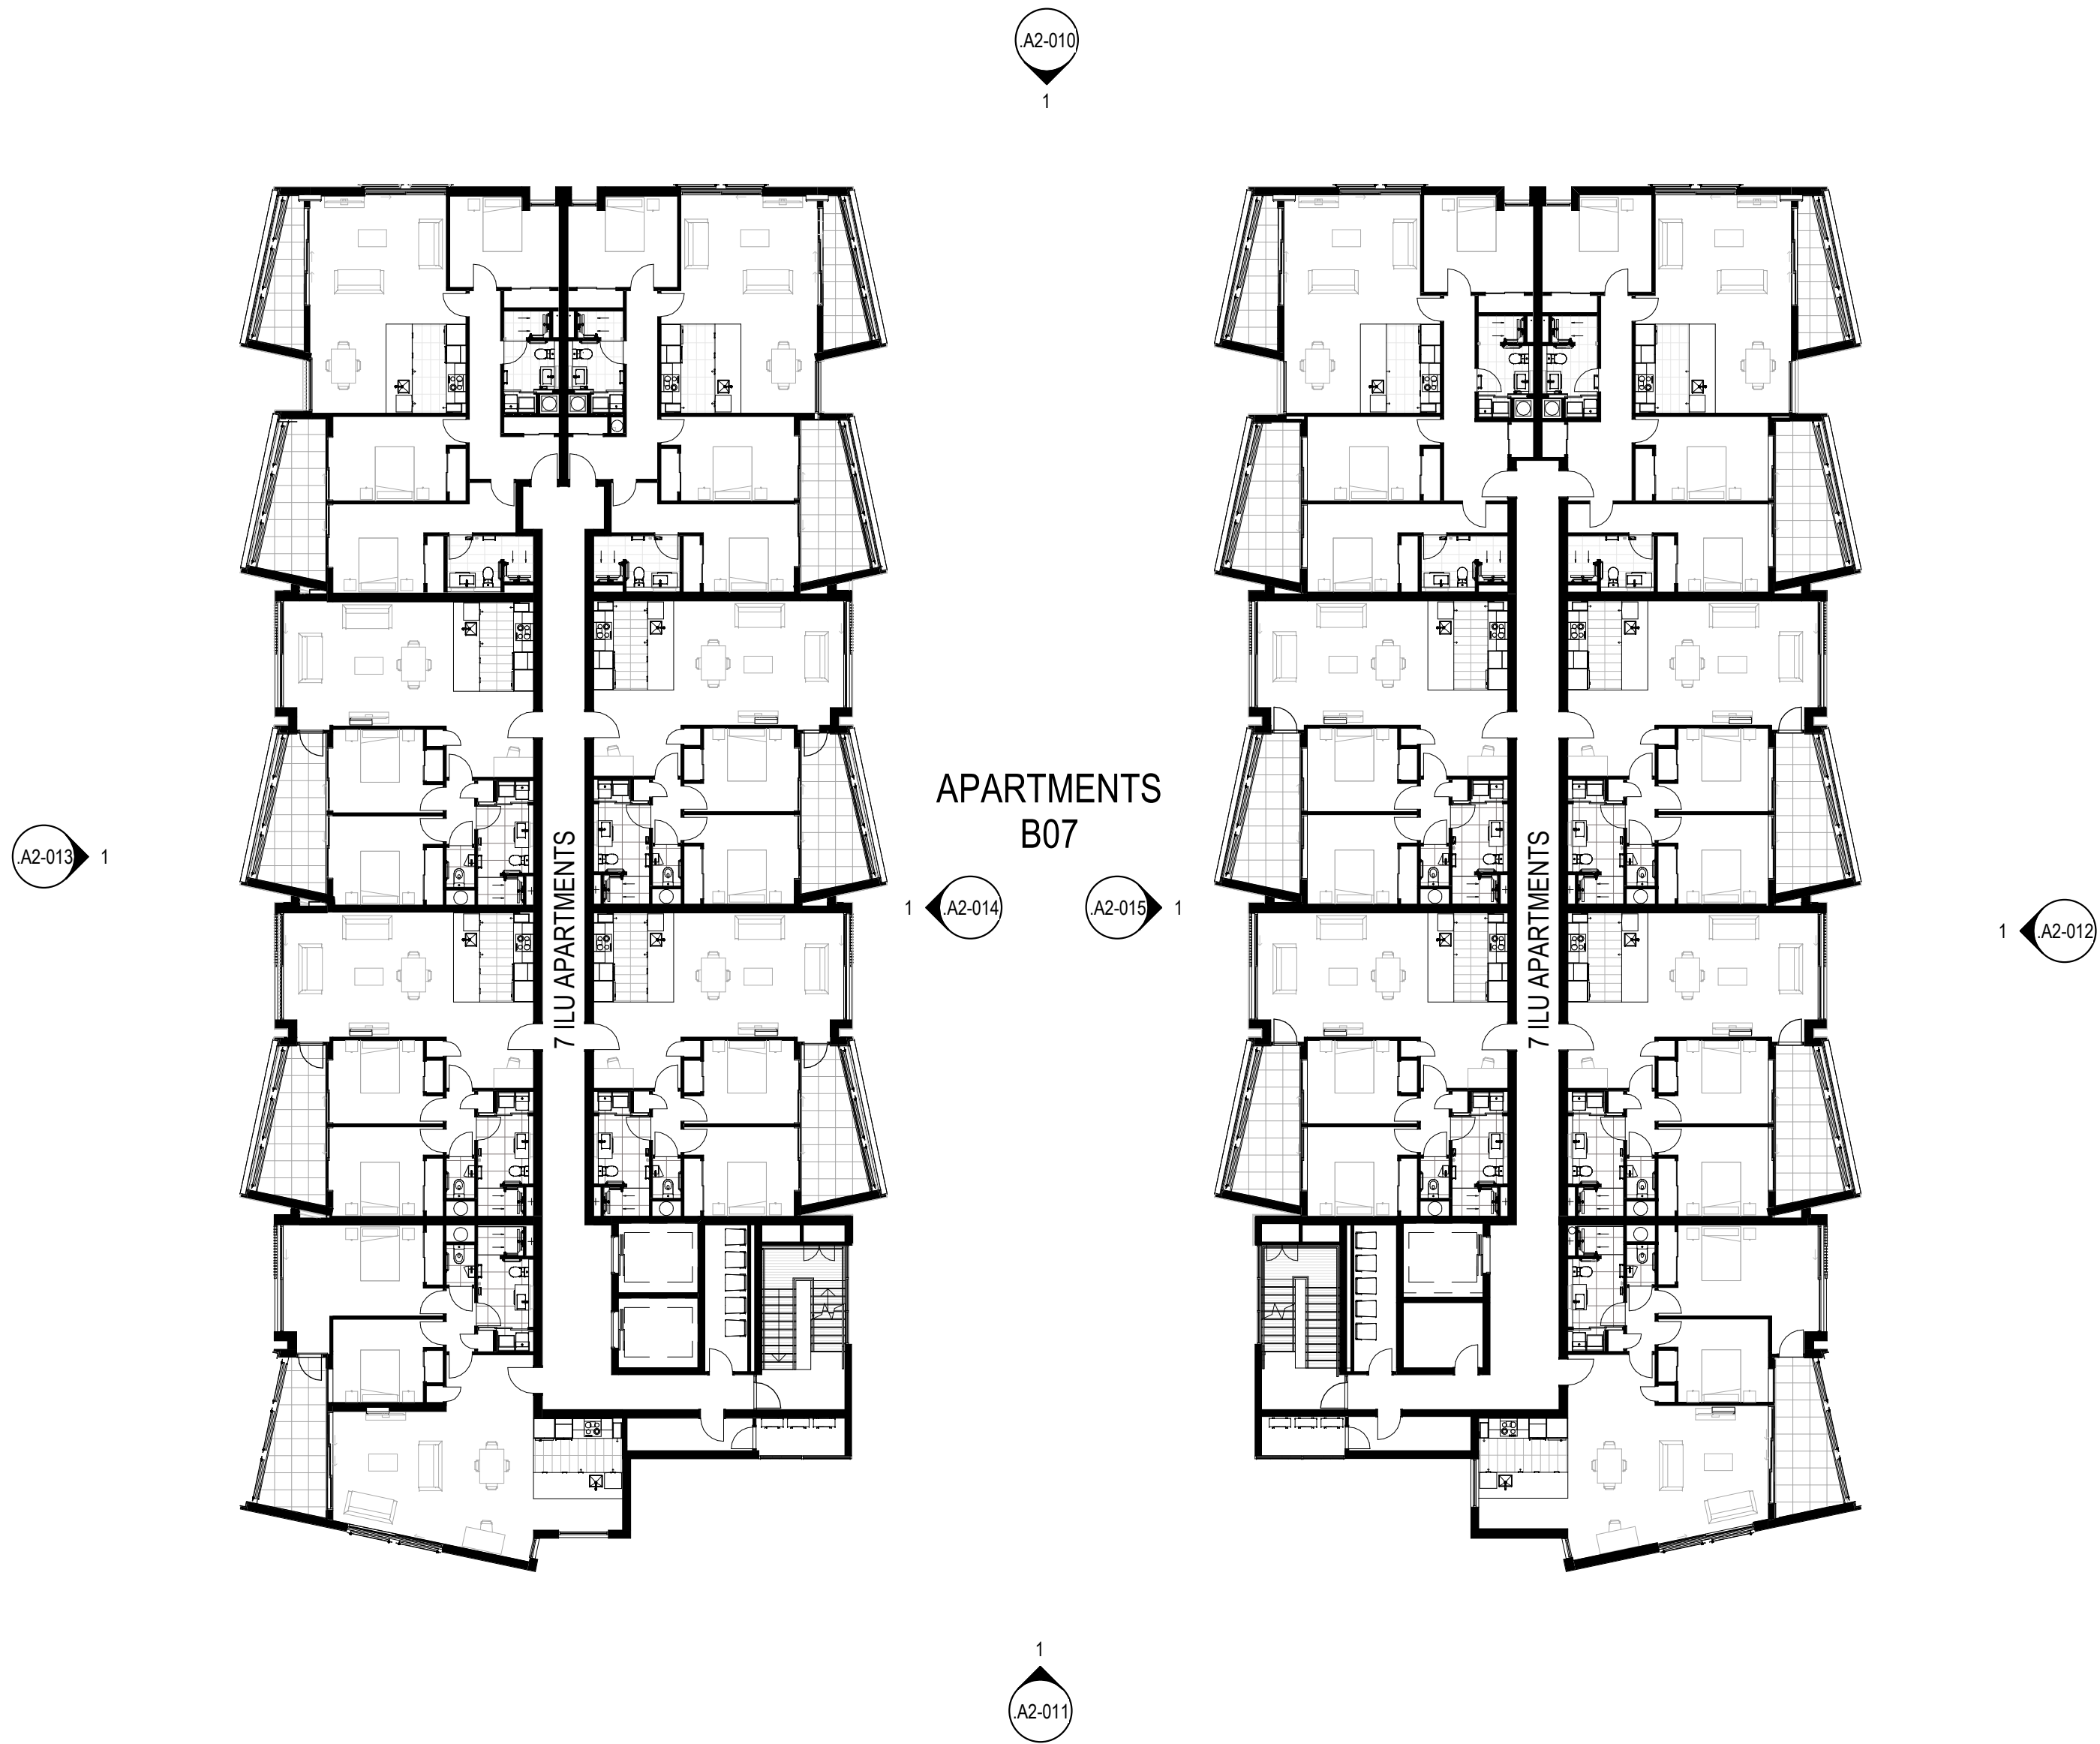 .A2-010
1
APARTMENTS
B07
7 ILU APARTMENTS
7 ILU APARTMENTS
.A2-013
1
1
.A2-014
.A2-015
1
1
.A2-012
1
.A2-011